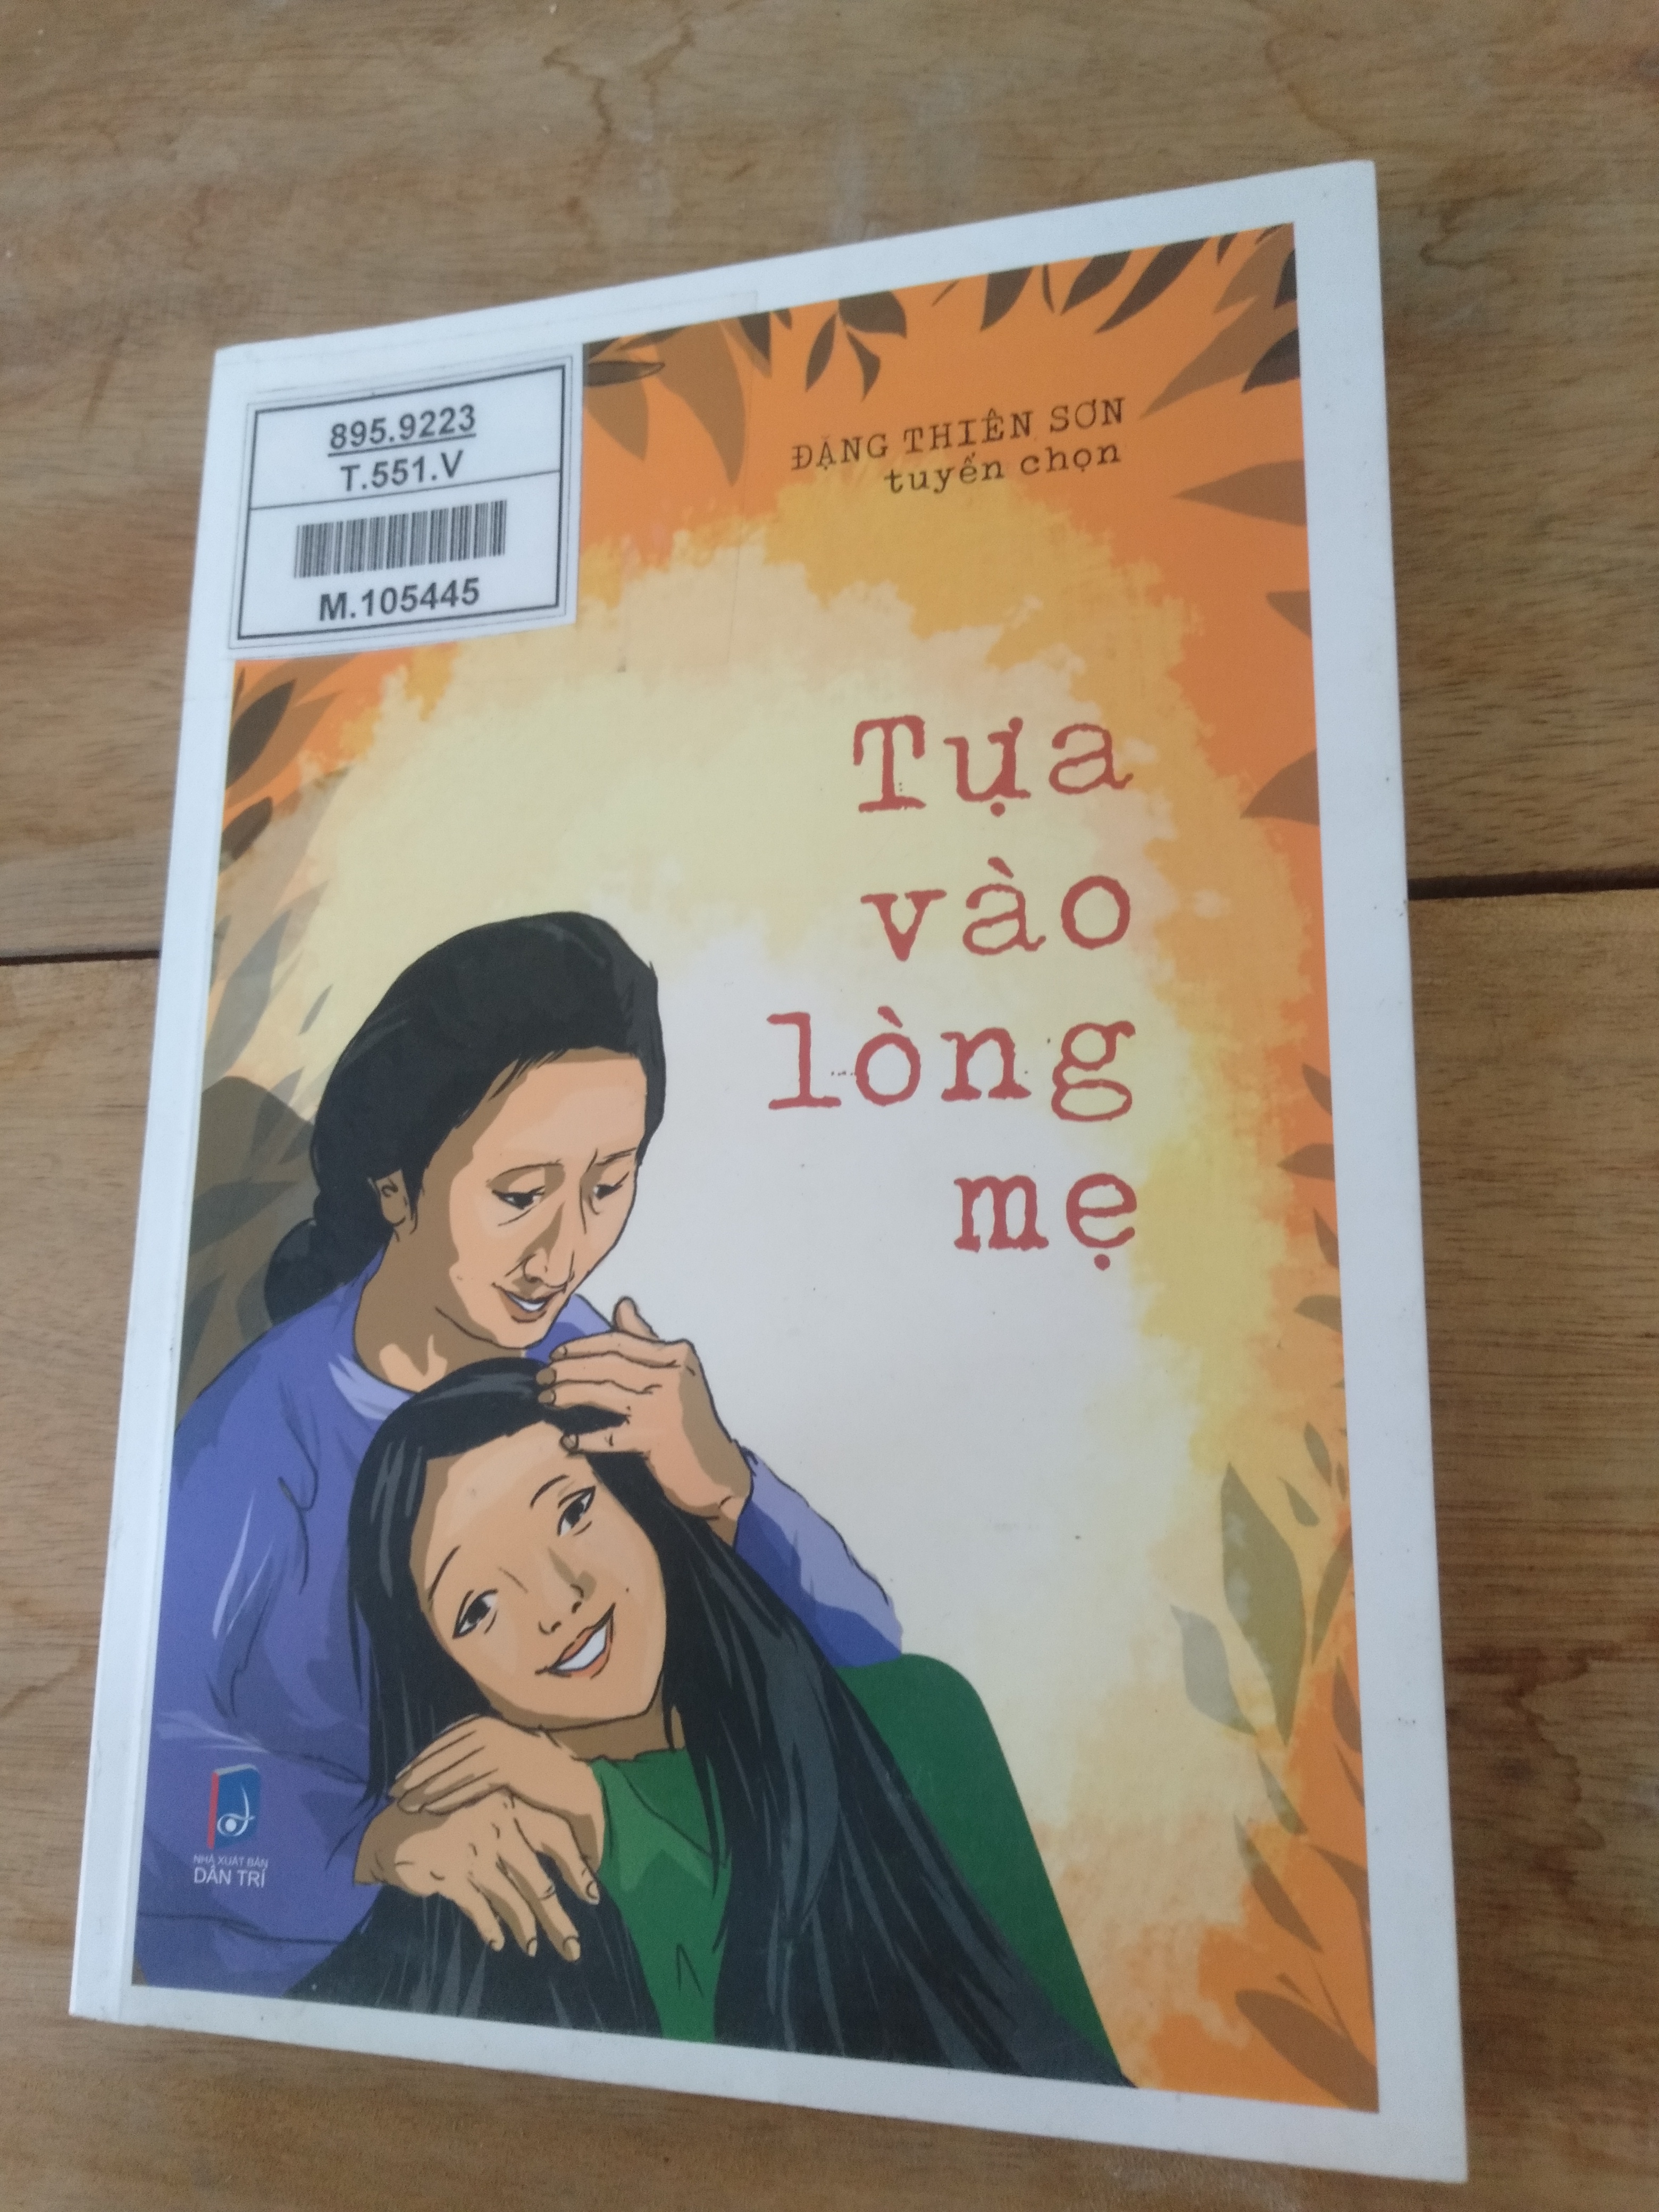 895.9223
T.551.V
M.105445
ĐẶNG THIÊN SƠN
tuyển chọn
Tựa
vào
lòng
mẹ
NHÀ XUẤT BẢN
DÂN TRÍ